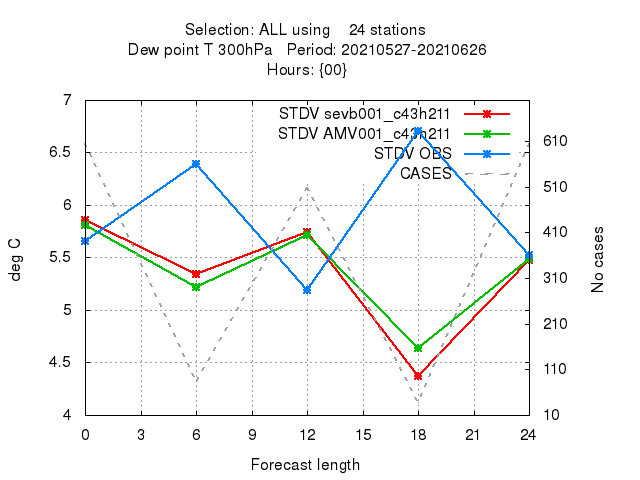 Selection: ALL using    24 stations
Dew point T 300hPa   Period: 20210527-20210626
Hours: {00}
STDV sevb001_c43h211
STDV AMV001_c43h211
STDV OBS
CASES
7
6.5
6
5.5
5
4.5
4
deg C
610
510
410
310
210
110
10
No cases
0 3 6 9 12 15 18 21 24
Forecast length